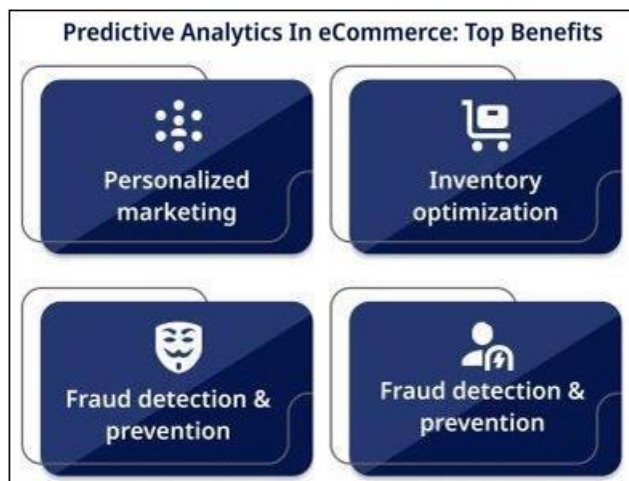 Predictive Analytics In eCommerce: Top Benefits
Personalized
marketing
Inventory
optimization
Fraud detection &
prevention
Fraud detection &
prevention